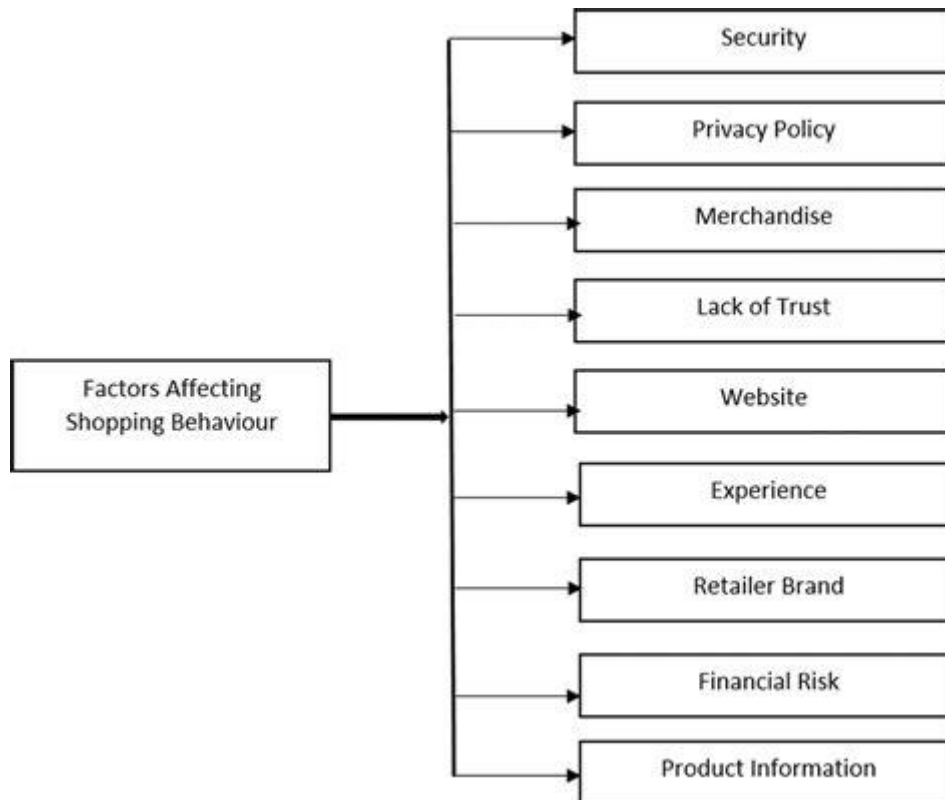 Security
Privacy Policy
Merchandise
Lack of Trust
Factors Affecting
Shopping Behaviour
Website
Experience
Retailer Brand
Financial Risk
Product Information